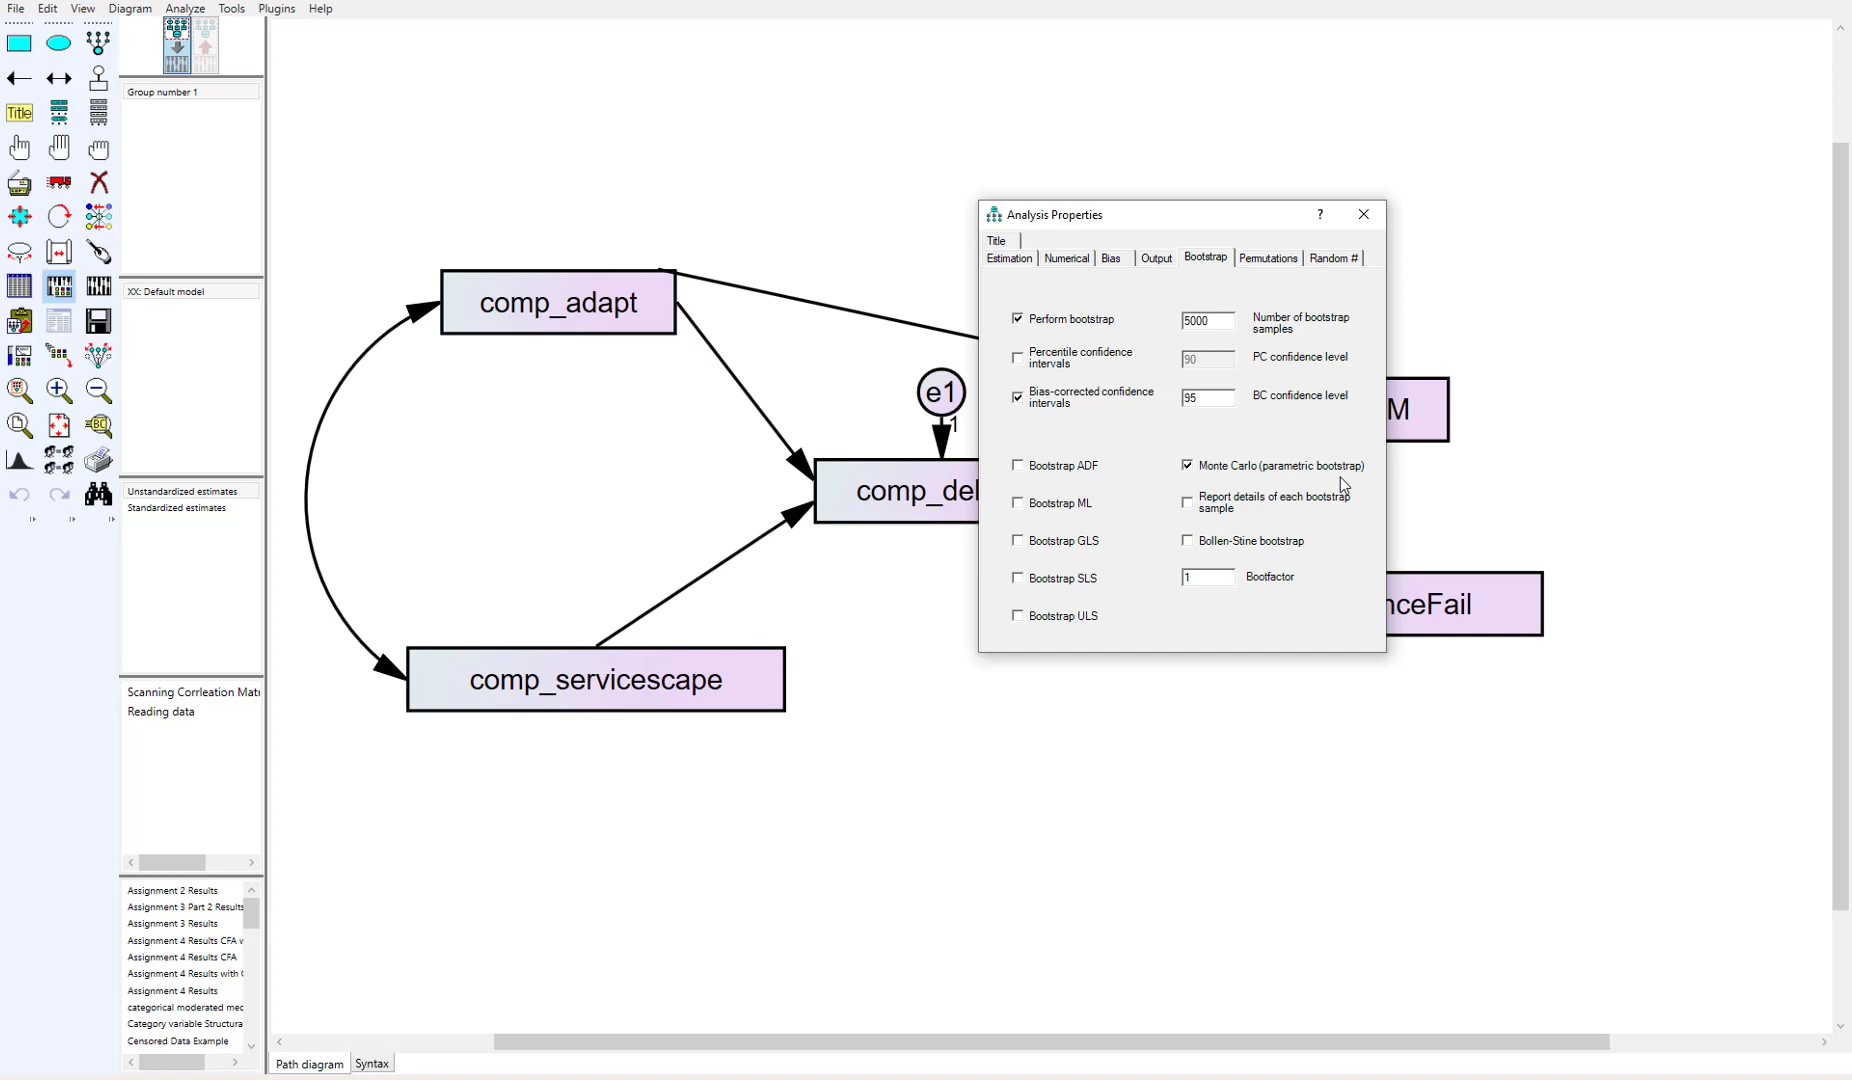 File Edit View Diagram Analyze Tools Plugins Help
Title
Group number 1
XX: Default model
Unstandardized estimates
Standardized estimates
Scanning Corrleation Matr
Reading data
Assignment 2 Results
Assignment 3 Part 2 Results
Assignment 3 Results
Assignment 4 Results CFA w
Assignment 4 Results CFA
Assignment 4 Results with C
Assignment 4 Results
categorical moderated med
Category variable Structura
Censored Data Example
comp_adapt
e1
1
comp_del
comp_servicescape
M
nceFail
Analysis Properties
?
Title
Estimation Numerical Bias Output Bootstrap Permutations Random #
Perform bootstrap 5000 Number of bootstrap
samples
Percentile confidence
intervals
90 PC confidence level
Bias-corrected confidence
intervals
95 BC confidence level
Bootstrap ADF Monte Carlo (parametric bootstrap)
Bootstrap ML Report details of each bootstrap
sample
Bootstrap GLS Bollen-Stine bootstrap
Bootstrap SLS 1 Bootfactor
Bootstrap ULS
Path diagram Syntax